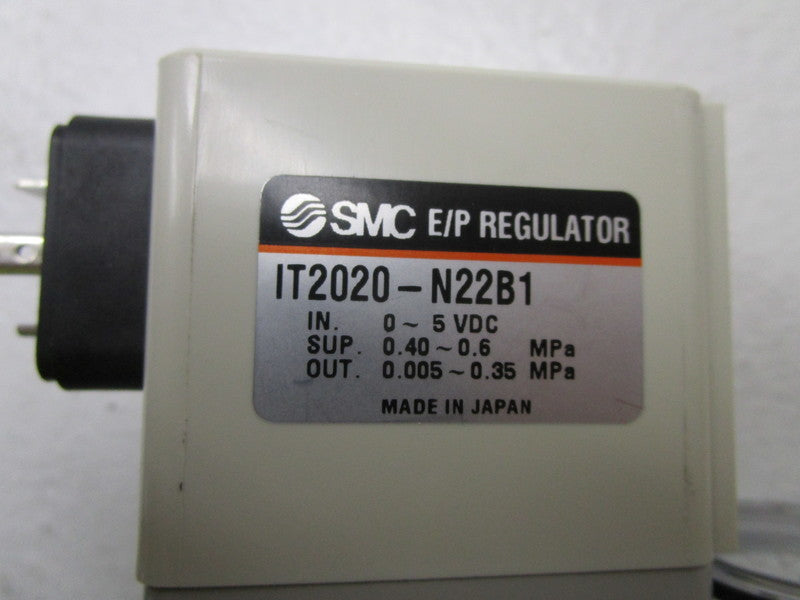 SMC E/P REGULATOR
IT2020-N22B1
IN. 0~5 VDC
SUP. 0.40~0.6 MPa
OUT. 0.005~0.35 MPa
MADE IN JAPAN